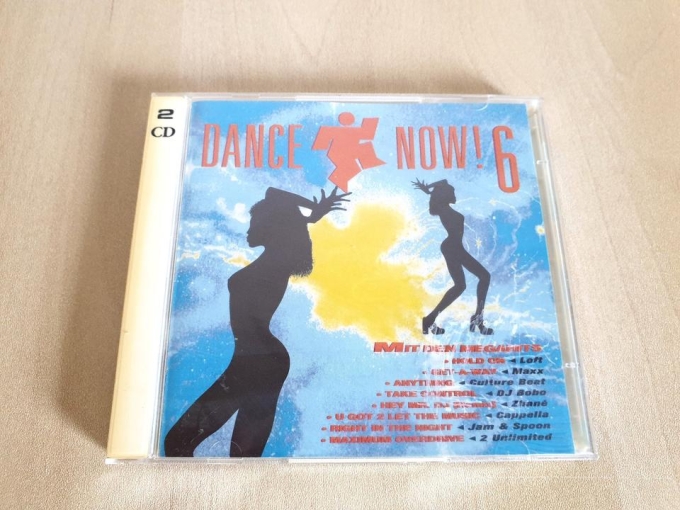 2
CD
DANCE NOW! 6
MIT DEN MEGAHITS
• HOLD ON ◄ Loft
• GET-A-WAY ◄ Maxx
• ANYTHING ◄ Culture Beat
• TAKE CONTROL ◄ DJ Bobo
• HEY MR. DJ ◄ Zhané
• U GOT 2 LET THE MUSIC ◄ Cappella
• RIGHT IN THE NIGHT ◄ Jam & Spoon
• MAXIMUM OVERDRIVE ◄ 2 Unlimited